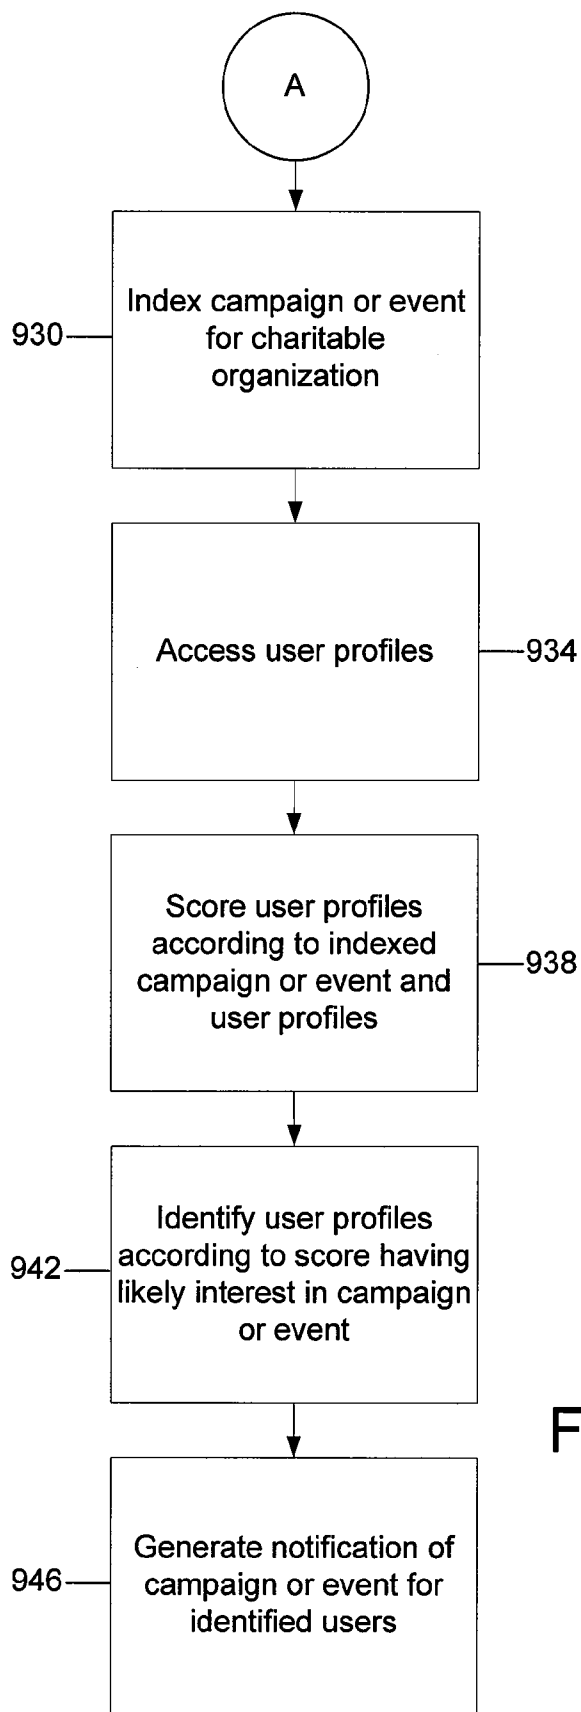 A
Index campaign or event
for charitable
organization
930
Access user profiles
934
Score user profiles
according to indexed
campaign or event and
user profiles
938
Identify user profiles
according to score having
likely interest in campaign
or event
942
F
Generate notification of
campaign or event for
identified users
946